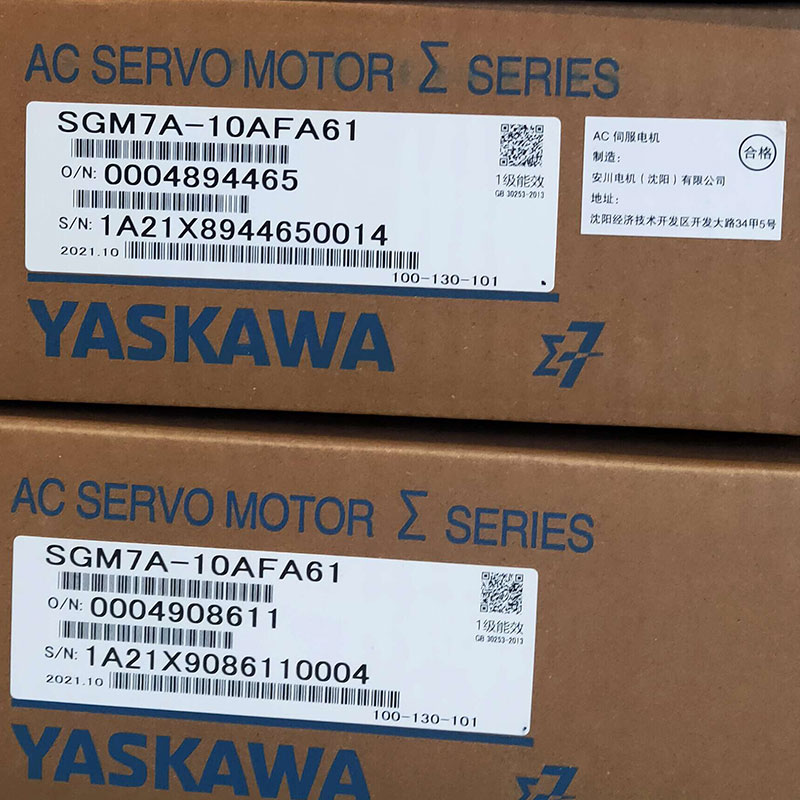 AC SERVO MOTOR Σ SERIES
SGM7A-10AFA61
O/N: 0004894465
S/N: 1A21X8944650014
2021.10
100-130-101
1级能效
GB 30253-2013
AC 伺服电机
制造:
安川电机(沈阳)有限公司
地址:
沈阳经济技术开发区开发大路34甲5号
合格
YASKAWA
Σ-7
AC SERVO MOTOR Σ SERIES
SGM7A-10AFA61
O/N: 0004908611
S/N: 1A21X9086110004
2021.10
100-130-101
1级能效
GB 30253-2013
YASKAWA
Σ-7